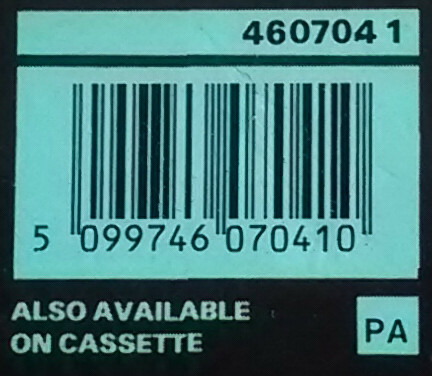 460704 1
5 099746 070410
ALSO AVAILABLE
ON CASSETTE
PA